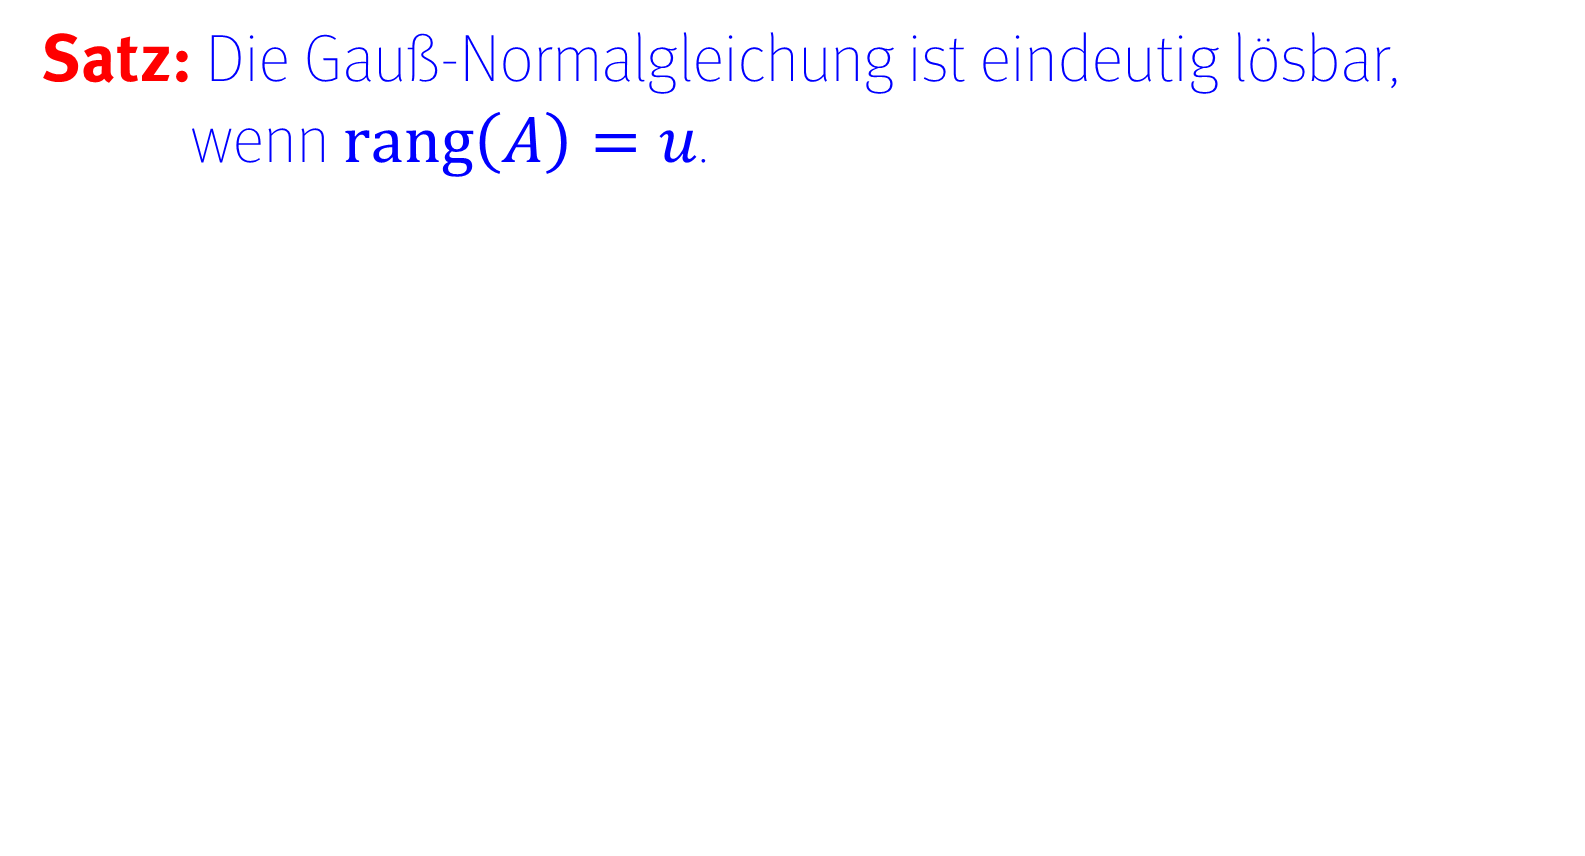 Satz: Die Gauß-Normalgleichung ist eindeutig lösbar,
wenn rang(A) = u.